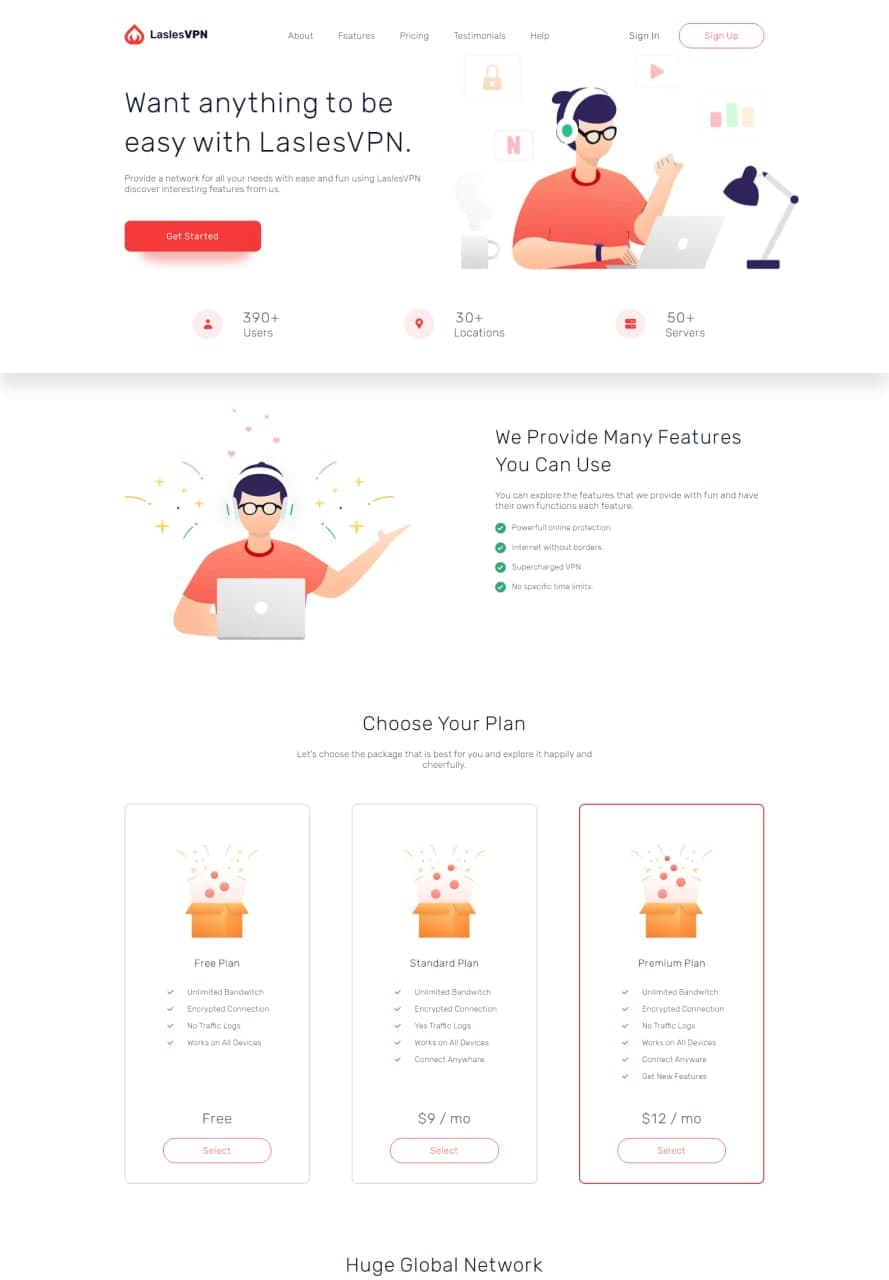 LaslesVPN
About Features Pricing Testimonials Help
Sign In Sign Up
Want anything to be
easy with LaslesVPN.
Provide a network for all your needs with ease and fun using LaslesVPN
discover interesting features from us.
Get Started
N
390+
Users
30+
Locations
50+
Servers
We Provide Many Features
You Can Use
You can explore the features that we provide with fun and have
their own functions each feature.
Powerfull online protection.
Internet without borders.
Supercharged VPN
No specific time limits.
Choose Your Plan
Let's choose the package that is best for you and explore it happily and
cheerfully.
Free Plan
Unlimited Bandwitch
Encrypted Connection
No Traffic Logs
Works on All Devices
Free
Select
Standard Plan
Unlimited Bandwitch
Encrypted Connection
Yes Traffic Logs
Works on All Devices
Connect Anywhare
$9 / mo
Select
Premium Plan
Unlimited Bandwitch
Encrypted Connection
No Traffic Logs
Works on All Devices
Connect Anyware
Get New Features
$12 / mo
Select
Huge Global Network